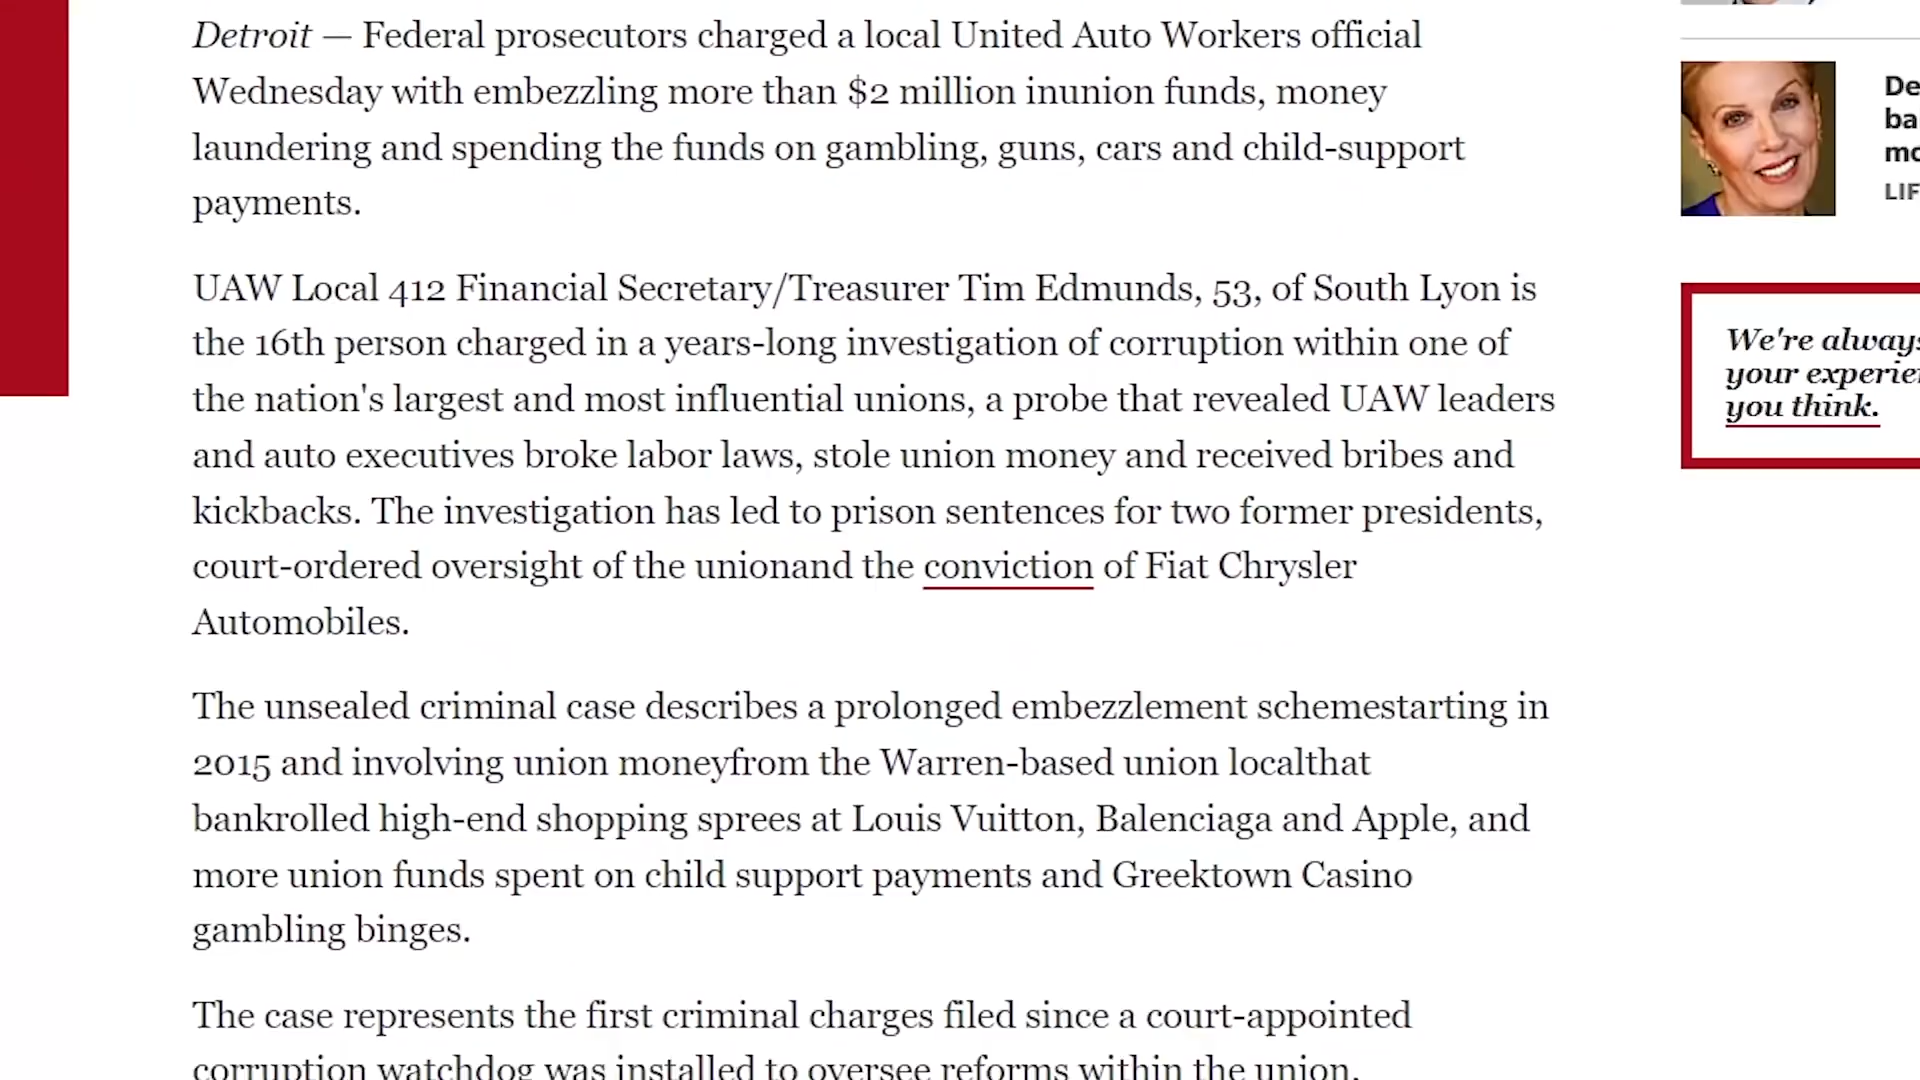 Detroit — Federal prosecutors charged a local United Auto Workers official
Wednesday with embezzling more than $2 million inunion funds, money
laundering and spending the funds on gambling, guns, cars and child-support
payments.
UAW Local 412 Financial Secretary/Treasurer Tim Edmunds, 53, of South Lyon is
the 16th person charged in a years-long investigation of corruption within one of
the nation's largest and most influential unions, a probe that revealed UAW leaders
and auto executives broke labor laws, stole union money and received bribes and
kickbacks. The investigation has led to prison sentences for two former presidents,
court-ordered oversight of the unionand the conviction of Fiat Chrysler
Automobiles.
The unsealed criminal case describes a prolonged embezzlement schemestarting in
2015 and involving union moneyfrom the Warren-based union localthat
bankrolled high-end shopping sprees at Louis Vuitton, Balenciaga and Apple, and
more union funds spent on child support payments and Greektown Casino
gambling binges.
The case represents the first criminal charges filed since a court-appointed
corruption watchdog was installed to oversee reforms within the union.
De
ba
mo
LIF
We're always
your experien
you think.